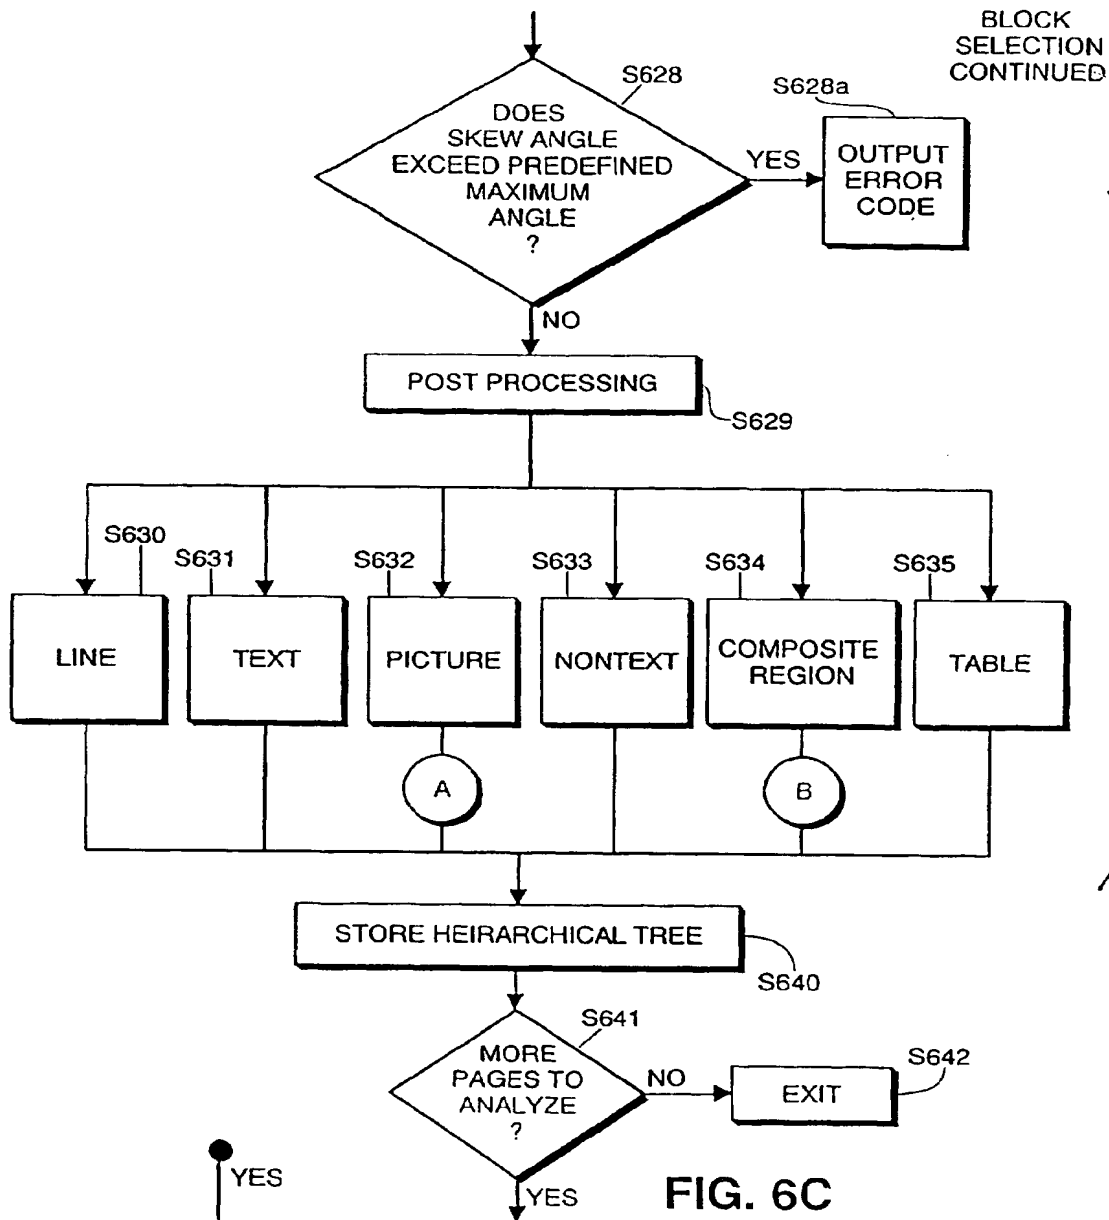 BLOCK
SELECTION
CONTINUED
S628
S628a
DOES
SKEW ANGLE
EXCEED PREDEFINED
MAXIMUM
ANGLE
?
YES
OUTPUT
ERROR
CODE
NO
POST PROCESSING
S629
S630
S631
S632
S633
S634
S635
LINE
TEXT
PICTURE
NONTEXT
COMPOSITE
REGION
TABLE
A
B
STORE HEIRARCHICAL TREE
S640
S641
MORE
PAGES TO
ANALYZE
?
NO
S642
EXIT
YES
YES
FIG. 6C